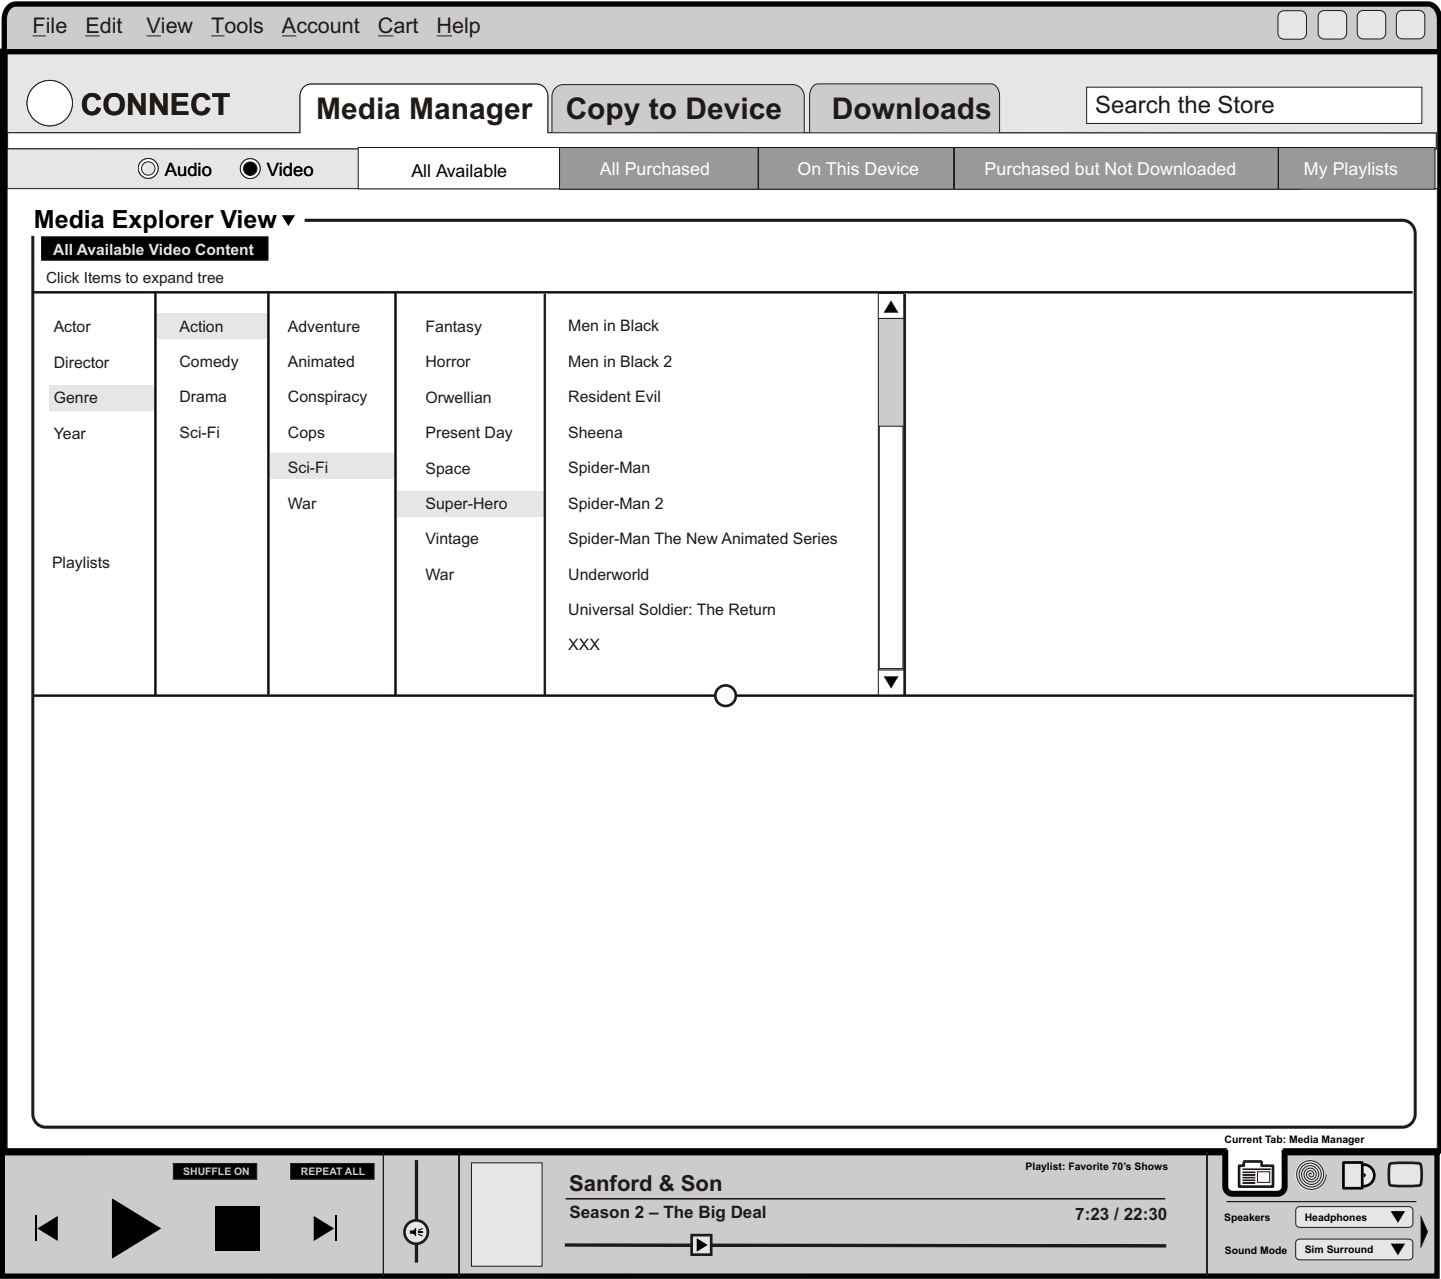 File Edit View Tools Account Cart Help
CONNECT
Media Manager
Copy to Device
Downloads
Search the Store
Audio
Video
All Available
All Purchased
On This Device
Purchased but Not Downloaded
My Playlists
Media Explorer View
All Available Video Content
Click Items to expand tree
Actor
Director
Genre
Year
Playlists
Action
Comedy
Drama
Sci-Fi
Adventure
Animated
Conspiracy
Cops
Sci-Fi
War
Fantasy
Horror
Orwellian
Present Day
Space
Super-Hero
Vintage
War
Men in Black
Men in Black 2
Resident Evil
Sheena
Spider-Man
Spider-Man 2
Spider-Man The New Animated Series
Underworld
Universal Soldier: The Return
XXX
Current Tab: Media Manager
SHUFFLE ON
REPEAT ALL
Playlist: Favorite 70's Shows
Sanford & Son
Season 2 – The Big Deal
7:23 / 22:30
Speakers
Headphones
Sound Mode
Sim Surround